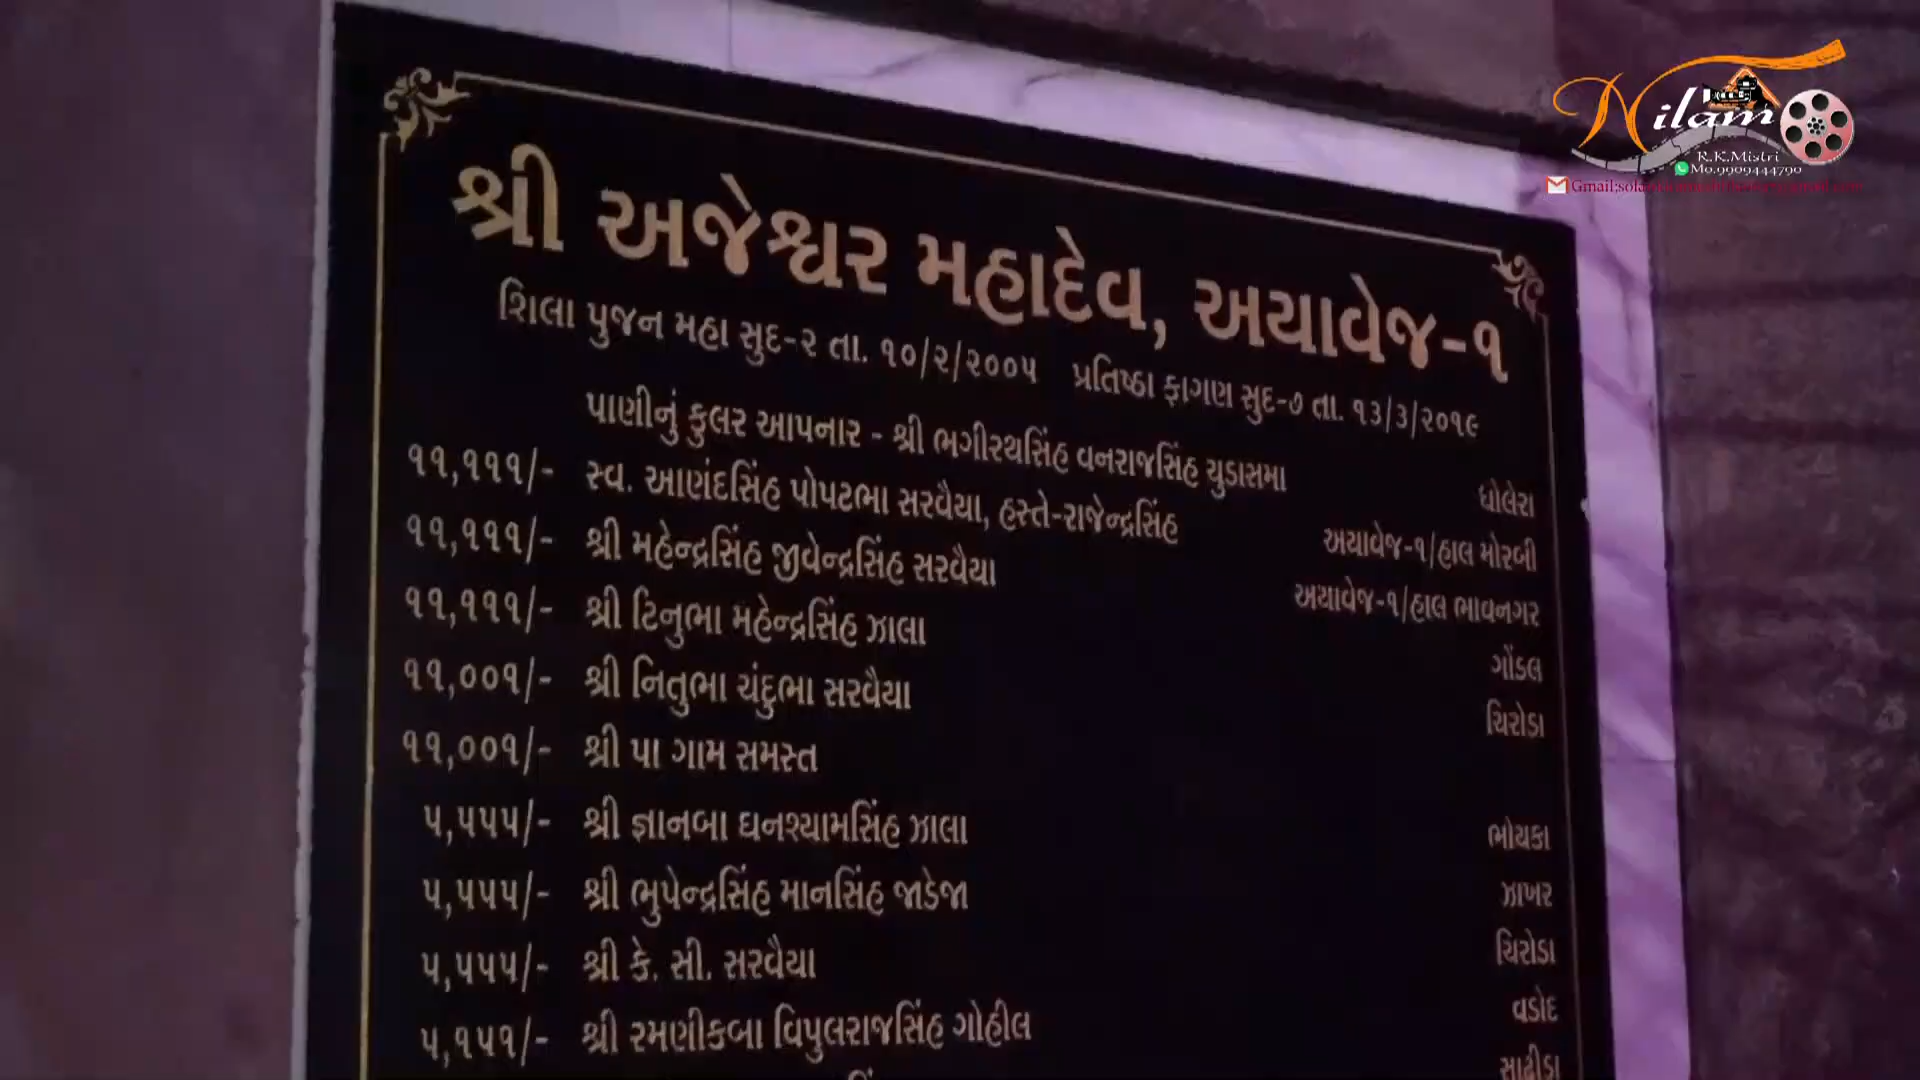 શ્રી અજેશ્વર મહાદેવ, અયાવેજ-૧
શિલા પુજન મહા સુદ-૨ તા. ૧૦/૨/૨૦૦૫ પ્રતિષ્ઠા ફાગણ સુદ-૭ તા. ૧૩/૩/૨૦૧૯
પાણીનું કુલર આપનાર - શ્રી ભગીરથસિંહ વનરાજસિંહ ચુડાસમા ધોલેરા
૧૧,૧૧૧/- સ્વ. આણંદસિંહ પોપટભા સરવૈયા, હસ્તે-રાજેન્દ્રસિંહ અયાવેજ-૧/હાલ મોરબી
૧૧,૧૧૧/- શ્રી મહેન્દ્રસિંહ જીવેન્દ્રસિંહ સરવૈયા અયાવેજ-૧/હાલ ભાવનગર
૧૧,૧૧૧/- શ્રી ટિનુભા મહેન્દ્રસિંહ ઝાલા ગોંડલ
૧૧,૦૦૧/- શ્રી નિતુભા ચંદુભા સરવૈયા ચિરોડા
૧૧,૦૦૧/- શ્રી પા ગામ સમસ્ત
૫,૫૫૫/- શ્રી જ્ઞાનબા ઘનશ્યામસિંહ ઝાલા ભોયકા
૫,૫૫૫/- શ્રી ભુપેન્દ્રસિંહ માનસિંહ જાડેજા ઝાખર
૫,૫૫૫/- શ્રી કે. સી. સરવૈયા ચિરોડા
૫,૧૫૧/- શ્રી રમણીકબા વિપુલરાજસિંહ ગોહીલ વડોદ
સાઢીડા
Nilam
R.K.Mistri
Mo.9909444790